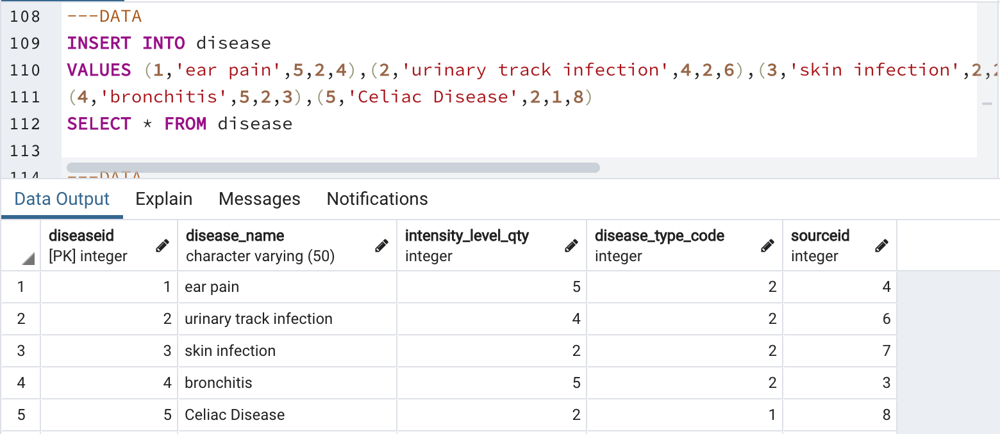 108 ---DATA
109 INSERT INTO disease
110 VALUES (1,'ear pain',5,2,4),(2,'urinary track infection',4,2,6),(3,'skin infection',2,
111 (4,'bronchitis',5,2,3),(5,'Celiac Disease',2,1,8)
112 SELECT * FROM disease
113
114 ---DATA
Data Output Explain Messages Notifications
diseaseid disease_name intensity_level_qty disease_type_code sourceid
[PK] integer character varying (50) integer integer integer
1 1 ear pain 5 2 4
2 2 urinary track infection 4 2 6
3 3 skin infection 2 2 7
4 4 bronchitis 5 2 3
5 5 Celiac Disease 2 1 8